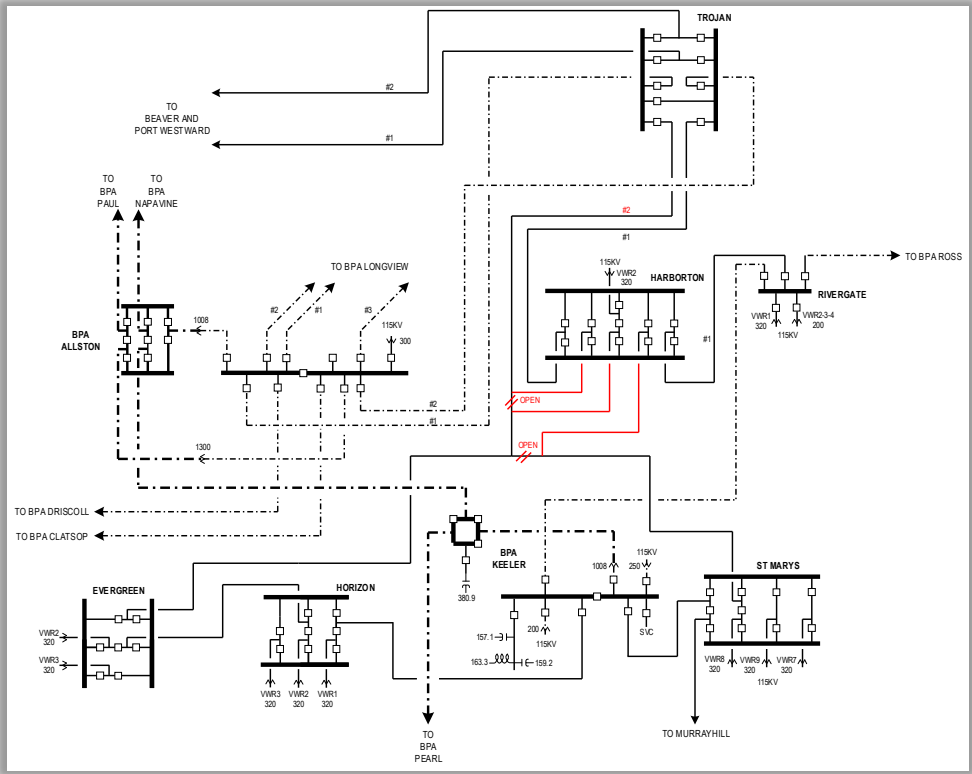 TROJAN
#2
TO
BEAVER AND
PORT WESTWARD
#1
TO
BPA
PAUL
TO
BPA
NAPAVINE
#2
#1
TO BPA LONGVIEW
#2
#1
#3
115KV
300
115KV
VWR2
320
HARBORTON
TO BPA ROSS
RIVERGATE
VWR1
320
VWR2-3-4
200
115KV
BPA
ALLSTON
1008
#1
#2
#1
OPEN
OPEN
1300
TO BPA DRISCOLL
TO BPA CLATSOP
BPA
KEELER
1008
115KV
250
380.9
ST MARYS
EVERGREEN
HORIZON
VWR2
320
VWR3
320
VWR3
320
VWR2
320
VWR1
320
200
115KV
157.1
163.3
159.2
SVC
VWR8
320
VWR9
320
VWR7
320
115KV
TO MURRAYHILL
TO
BPA
PEARL